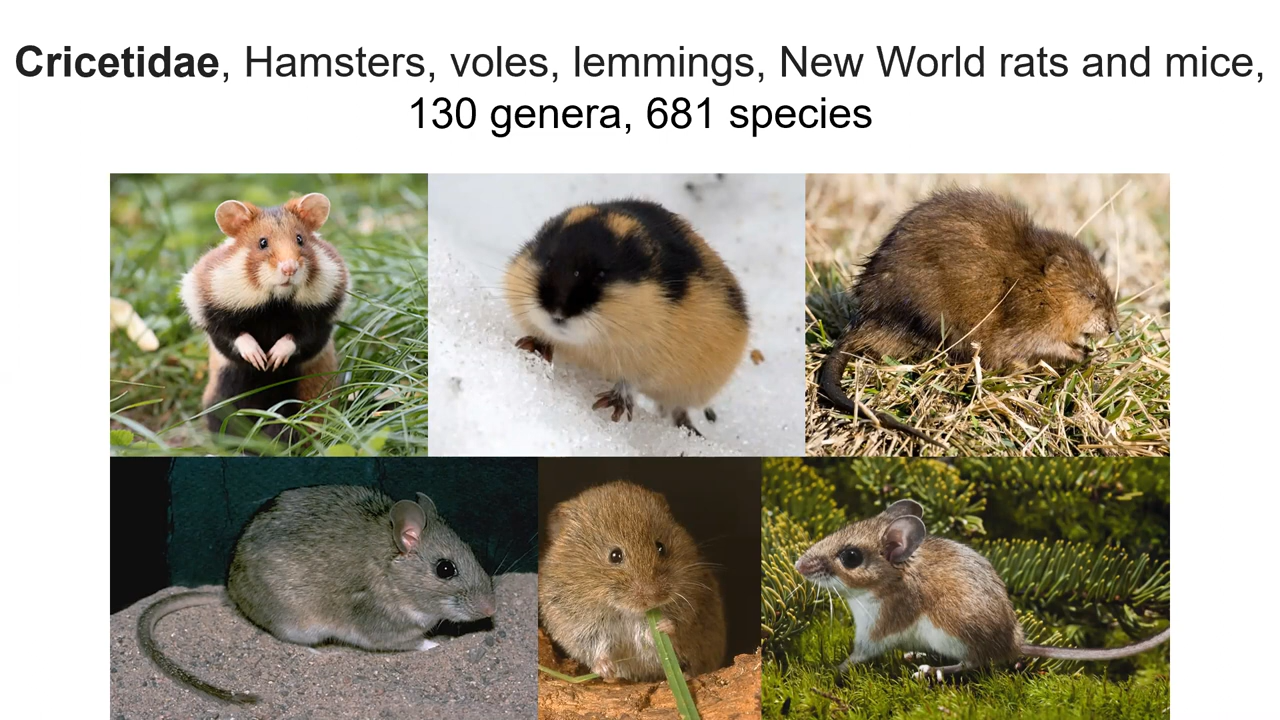 Cricetidae, Hamsters, voles, lemmings, New World rats and mice,
130 genera, 681 species